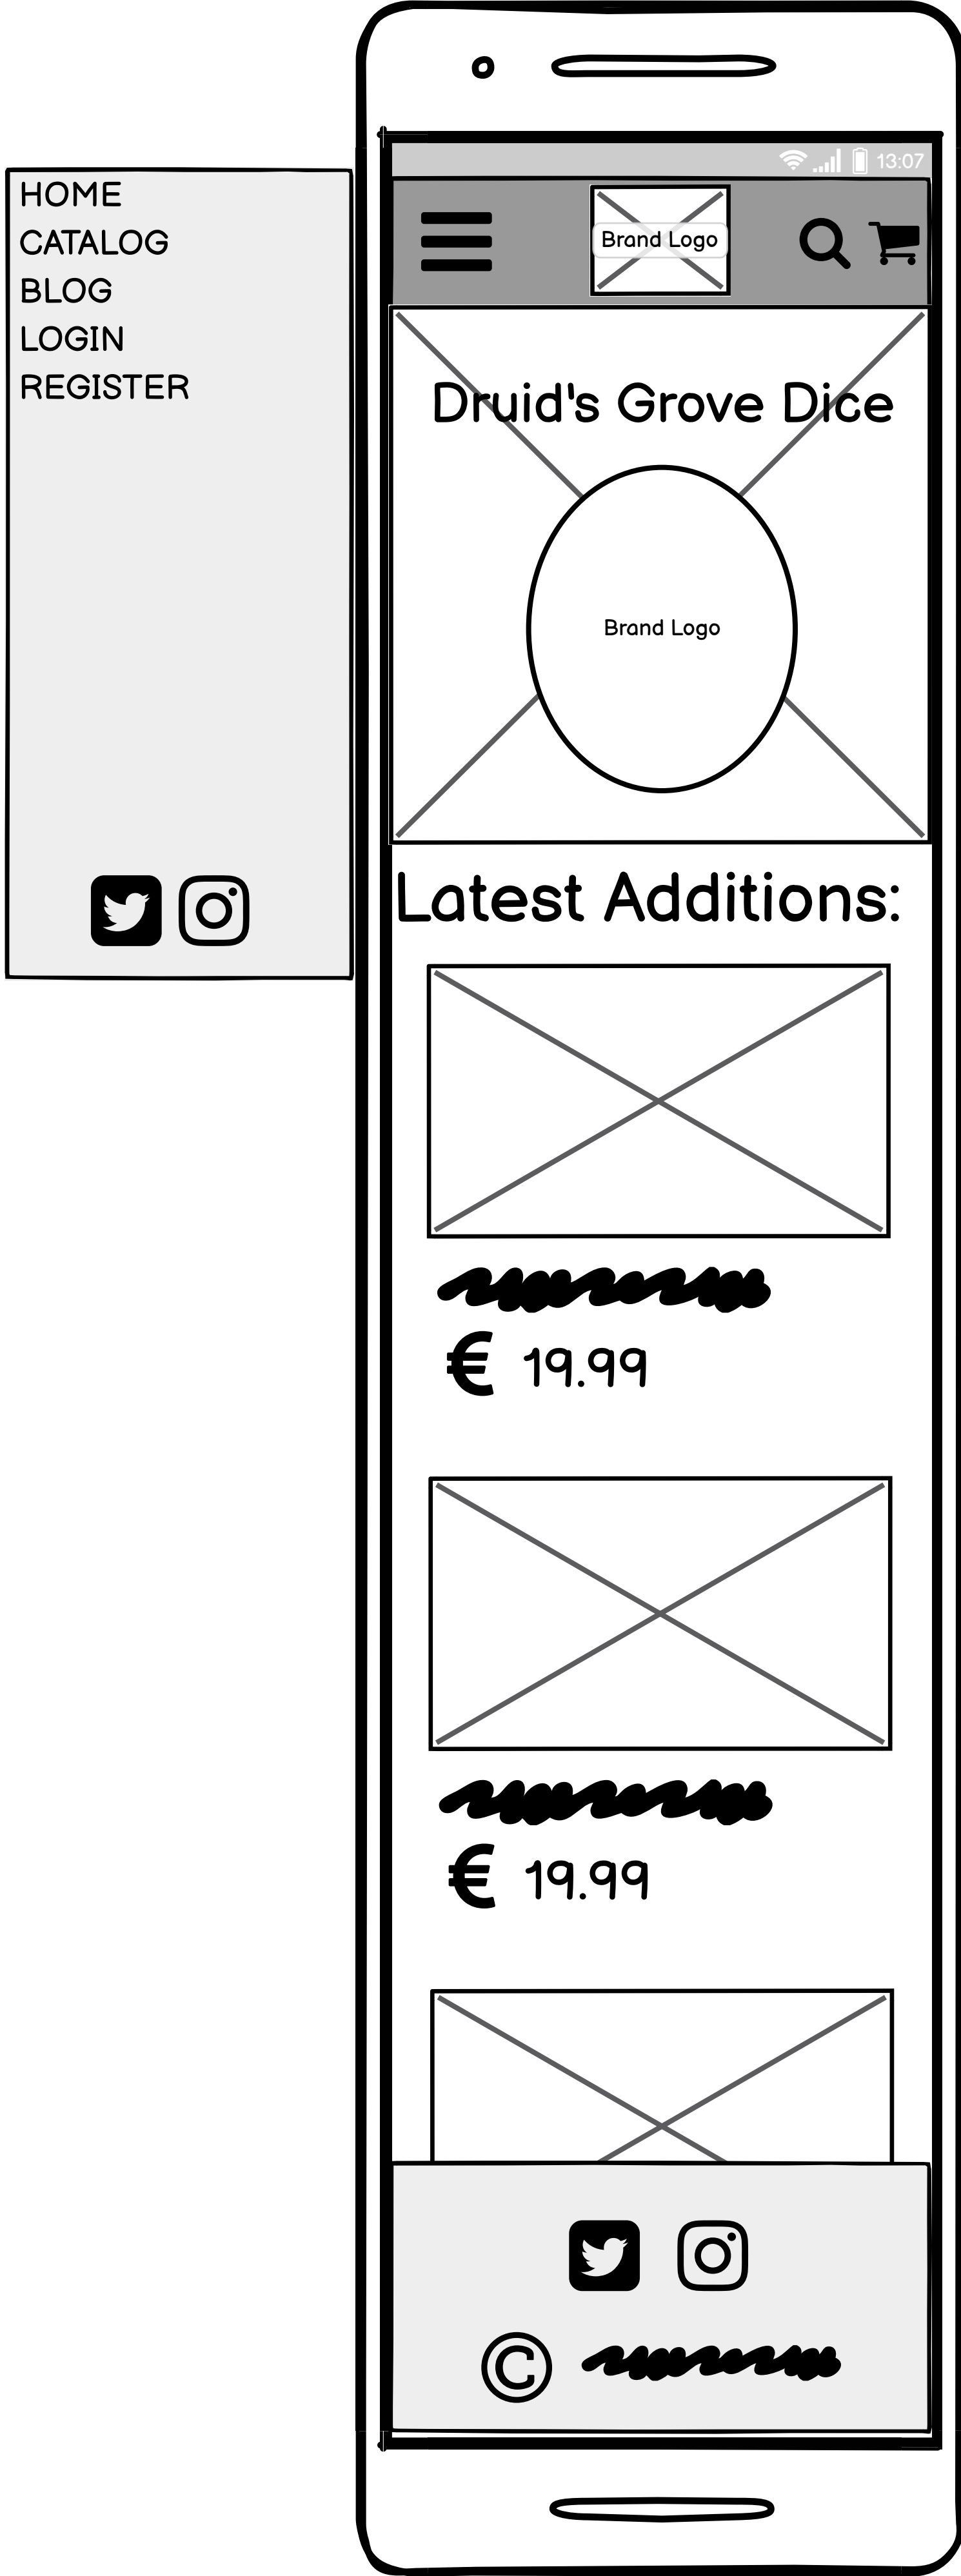 HOME
CATALOG
BLOG
LOGIN
REGISTER
13:07
Brand Logo
Druid's Grove Dice
Brand Logo
Latest Additions:
€ 19.99
€ 19.99
©